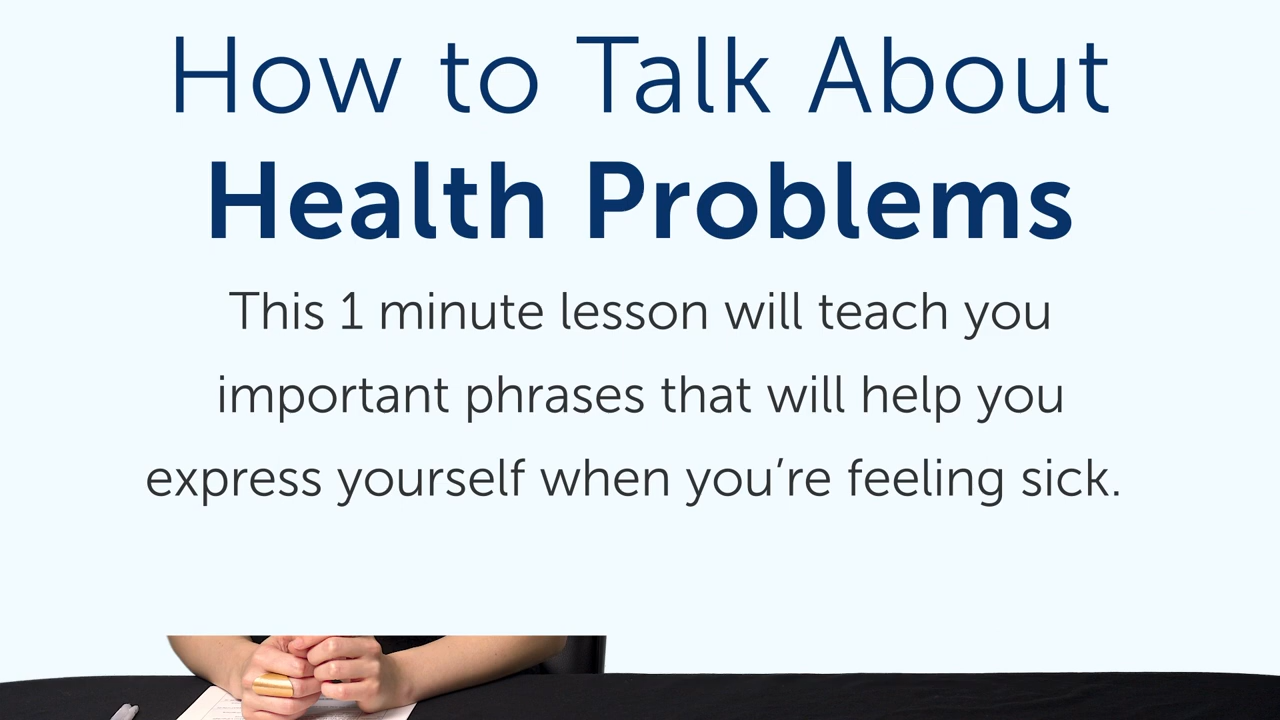 How to Talk About
Health Problems
This 1 minute lesson will teach you
important phrases that will help you
express yourself when you’re feeling sick.